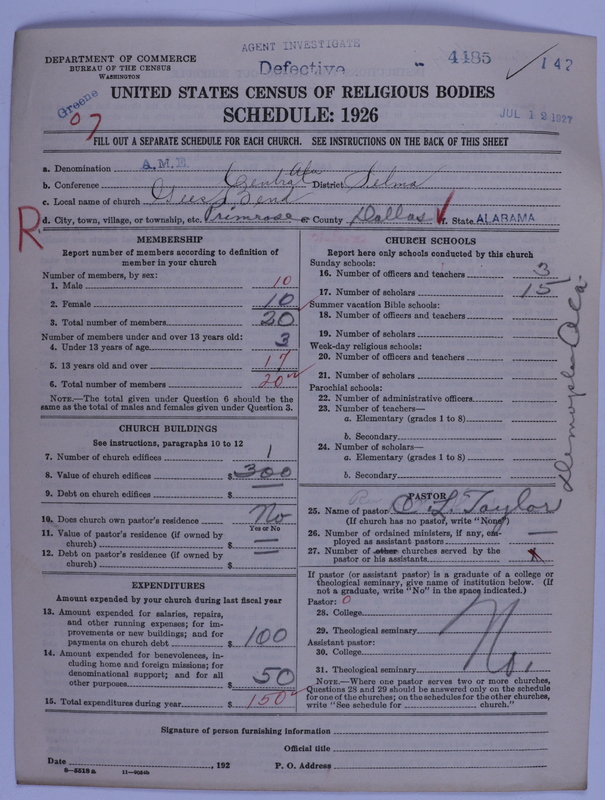 AGENT INVESTIGATE
DEPARTMENT OF COMMERCE
BUREAU OF THE CENSUS
WASHINGTON
Defective
4185
142
Greene
07
UNITED STATES CENSUS OF RELIGIOUS BODIES
SCHEDULE: 1926
JUL 12 1927
FILL OUT A SEPARATE SCHEDULE FOR EACH CHURCH. SEE INSTRUCTIONS ON THE BACK OF THIS SHEET
a. Denomination A.M.E.
b. Conference Central Ala District Selma
c. Local name of church Gees Bend
d. City, town, village, or township, etc. Primrose e. County Dallas f. State ALABAMA
R
MEMBERSHIP
Report number of members according to definition of member in your church
Number of members, by sex:
1. Male 10
2. Female 10
3. Total number of members 20
Number of members under and over 13 years old:
4. Under 13 years of age 3
5. 13 years old and over 17
6. Total number of members 20
NOTE.—The total given under Question 6 should be the same as the total of males and females given under Question 3.
CHURCH BUILDINGS
See instructions, paragraphs 10 to 12
7. Number of church edifices 1
8. Value of church edifices $ 300
9. Debt on church edifices $ —
10. Does church own pastor's residence No
Yes or No
11. Value of pastor's residence (if owned by church) $ —
12. Debt on pastor's residence (if owned by church) $ —
EXPENDITURES
Amount expended by your church during last fiscal year
13. Amount expended for salaries, repairs, and other running expenses; for improvements or new buildings; and for payments on church debt $ 100
14. Amount expended for benevolences, including home and foreign missions; for denominational support; and for all other purposes $ 50
15. Total expenditures during year $ 150
CHURCH SCHOOLS
Report here only schools conducted by this church
Sunday schools:
16. Number of officers and teachers 3
17. Number of scholars 15
Summer vacation Bible schools:
18. Number of officers and teachers
19. Number of scholars
Week-day religious schools:
20. Number of officers and teachers
21. Number of scholars
Parochial schools:
22. Number of administrative officers
23. Number of teachers—
a. Elementary (grades 1 to 8)
b. Secondary
24. Number of scholars—
a. Elementary (grades 1 to 8)
b. Secondary
Demopolis Ala.
PASTOR
25. Name of pastor C. L. Taylor
(If church has no pastor, write "None")
26. Number of ordained ministers, if any, employed as assistant pastors —
27. Number of other churches served by the pastor or his assistants
If pastor (or assistant pastor) is a graduate of a college or theological seminary, give name of institution below. (If not a graduate, write "No" in the space indicated.)
Pastor: 0
28. College
29. Theological seminary
Assistant pastor:
30. College
31. Theological seminary
No.
NOTE.—Where one pastor serves two or more churches, Questions 28 and 29 should be answered only on the schedule for one of the churches; on the schedules for the other churches, write "See schedule for church."
Signature of person furnishing information
Official title
Date , 192 P. O. Address
8-5518a